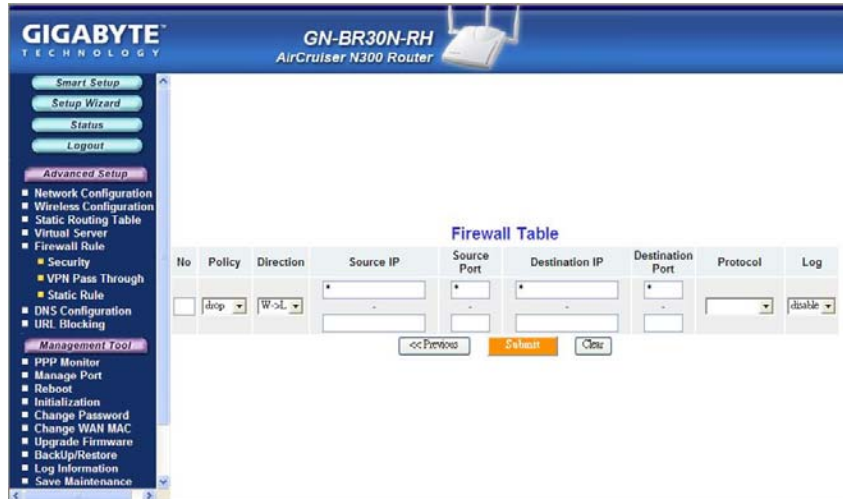 GIGABYTE™
TECHNOLOGY
GN-BR30N-RH
AirCruiser N300 Router
Smart Setup
Setup Wizard
Status
Logout
Advanced Setup
Network Configuration
Wireless Configuration
Static Routing Table
Virtual Server
Firewall Rule
Security
VPN Pass Through
Static Rule
DNS Configuration
URL Blocking
Management Tool
PPP Monitor
Manage Port
Reboot
Initialization
Change Password
Change WAN MAC
Upgrade Firmware
BackUp/Restore
Log Information
Save Maintenance
Firewall Table
No Policy Direction Source IP Source Port Destination IP Destination Port Protocol Log
drop W->L * * * * disable
- - - -
<< Previous Submit Clear